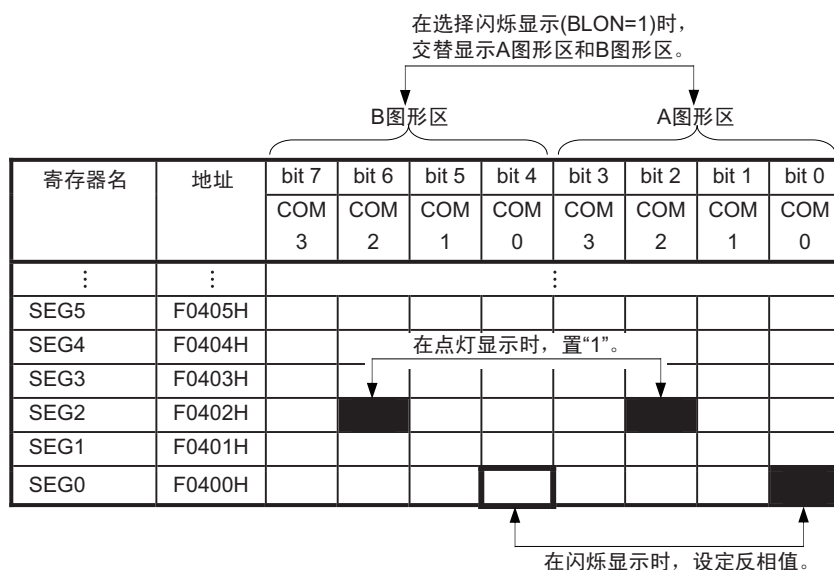 在选择闪烁显示(BLON=1)时，
交替显示A图形区和B图形区。
B图形区 A图形区
寄存器名 地址 bit 7 bit 6 bit 5 bit 4 bit 3 bit 2 bit 1 bit 0
COM COM COM COM COM COM COM COM
3 2 1 0 3 2 1 0
⋮ ⋮ ⋮
SEG5 F0405H
SEG4 F0404H
在点灯显示时，置“1”。
SEG3 F0403H
SEG2 F0402H
SEG1 F0401H
SEG0 F0400H
在闪烁显示时，设定反相值。